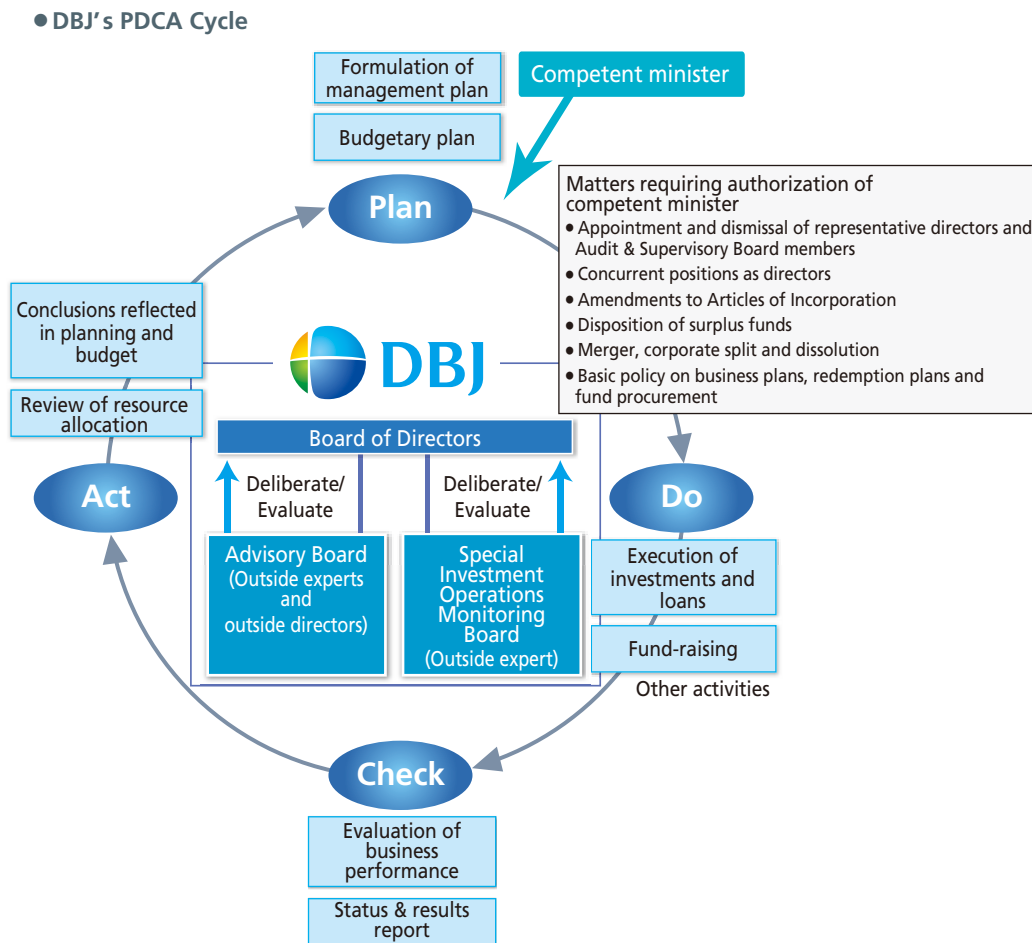 ● DBJ's PDCA Cycle
Formulation of
management plan
Budgetary plan
Competent minister
Plan
Matters requiring authorization of
competent minister
● Appointment and dismissal of representative directors and
Audit & Supervisory Board members
● Concurrent positions as directors
● Amendments to Articles of Incorporation
● Disposition of surplus funds
● Merger, corporate split and dissolution
● Basic policy on business plans, redemption plans and
fund procurement
Conclusions reflected
in planning and
budget
Review of resource
allocation
Act
DBJ
Board of Directors
Deliberate/
Evaluate
Deliberate/
Evaluate
Advisory Board
(Outside experts
and
outside directors)
Special
Investment
Operations
Monitoring
Board
(Outside expert)
Do
Execution of
investments and
loans
Fund-raising
Other activities
Check
Evaluation of
business
performance
Status & results
report